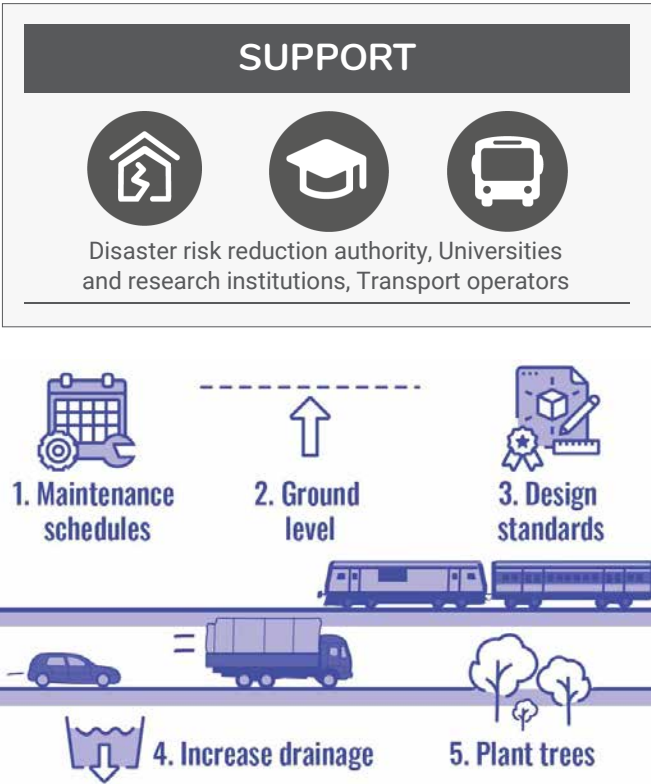 SUPPORT
Disaster risk reduction authority, Universities
and research institutions, Transport operators
1. Maintenance
schedules
2. Ground
level
3. Design
standards
4. Increase drainage
5. Plant trees